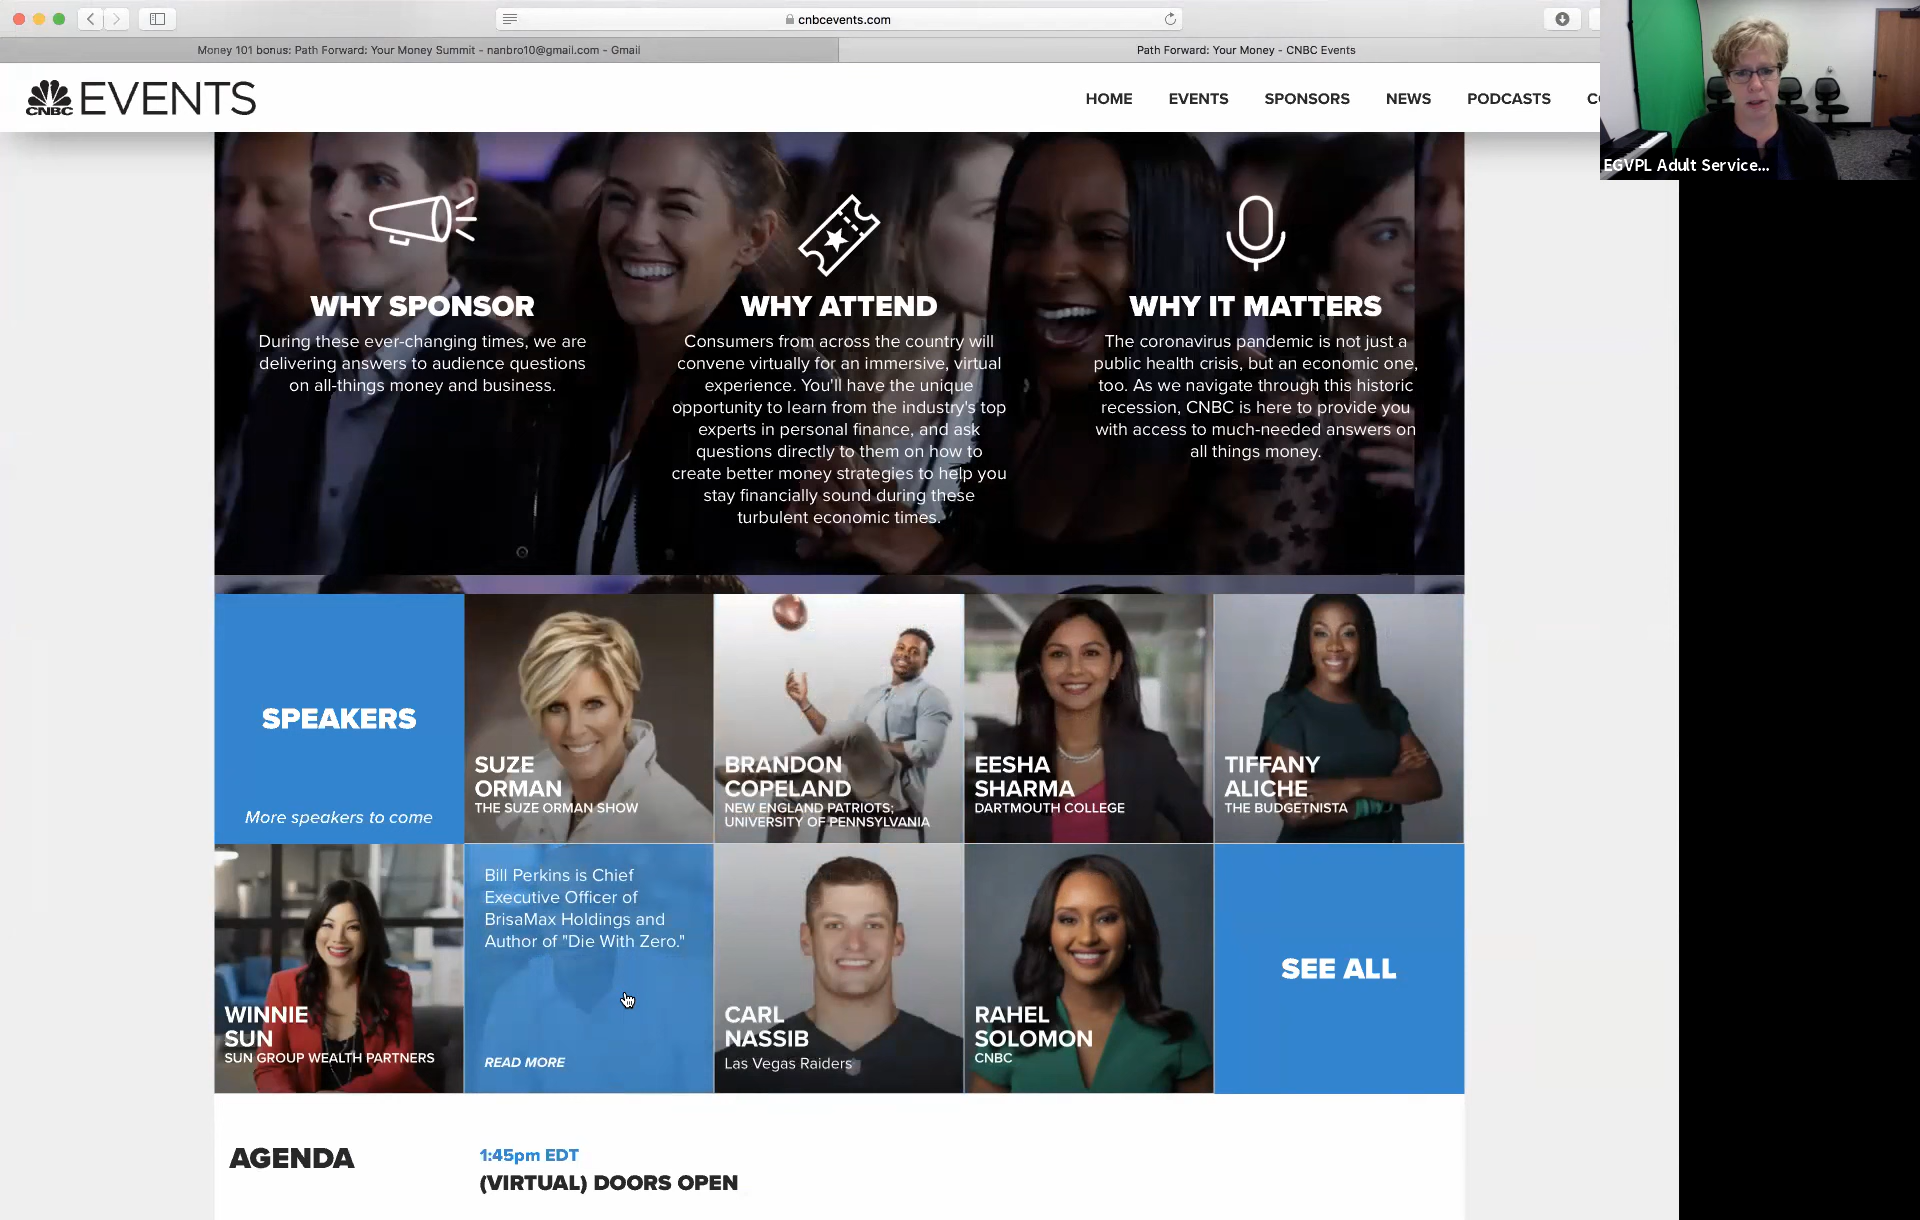 cnbcevents.com
Money 101 bonus: Path Forward: Your Money Summit - nanbro10@gmail.com - Gmail
Path Forward: Your Money - CNBC Events
CNBC EVENTS
HOME
EVENTS
SPONSORS
NEWS
PODCASTS
EGVPL Adult Service...
WHY SPONSOR
During these ever-changing times, we are
delivering answers to audience questions
on all-things money and business.
WHY ATTEND
Consumers from across the country will
convene virtually for an immersive, virtual
experience. You'll have the unique
opportunity to learn from the industry's top
experts in personal finance, and ask
questions directly to them on how to
create better money strategies to help you
stay financially sound during these
turbulent economic times.
WHY IT MATTERS
The coronavirus pandemic is not just a
public health crisis, but an economic one,
too. As we navigate through this historic
recession, CNBC is here to provide you
with access to much-needed answers on
all things money.
SPEAKERS
More speakers to come
SUZE
ORMAN
THE SUZE ORMAN SHOW
BRANDON
COPELAND
NEW ENGLAND PATRIOTS;
UNIVERSITY OF PENNSYLVANIA
EESHA
SHARMA
DARTMOUTH COLLEGE
TIFFANY
ALICHE
THE BUDGETNISTA
WINNIE
SUN
SUN GROUP WEALTH PARTNERS
Bill Perkins is Chief
Executive Officer of
BrisaMax Holdings and
Author of "Die With Zero."
READ MORE
CARL
NASSIB
Las Vegas Raiders
RAHEL
SOLOMON
CNBC
SEE ALL
AGENDA
1:45pm EDT
(VIRTUAL) DOORS OPEN